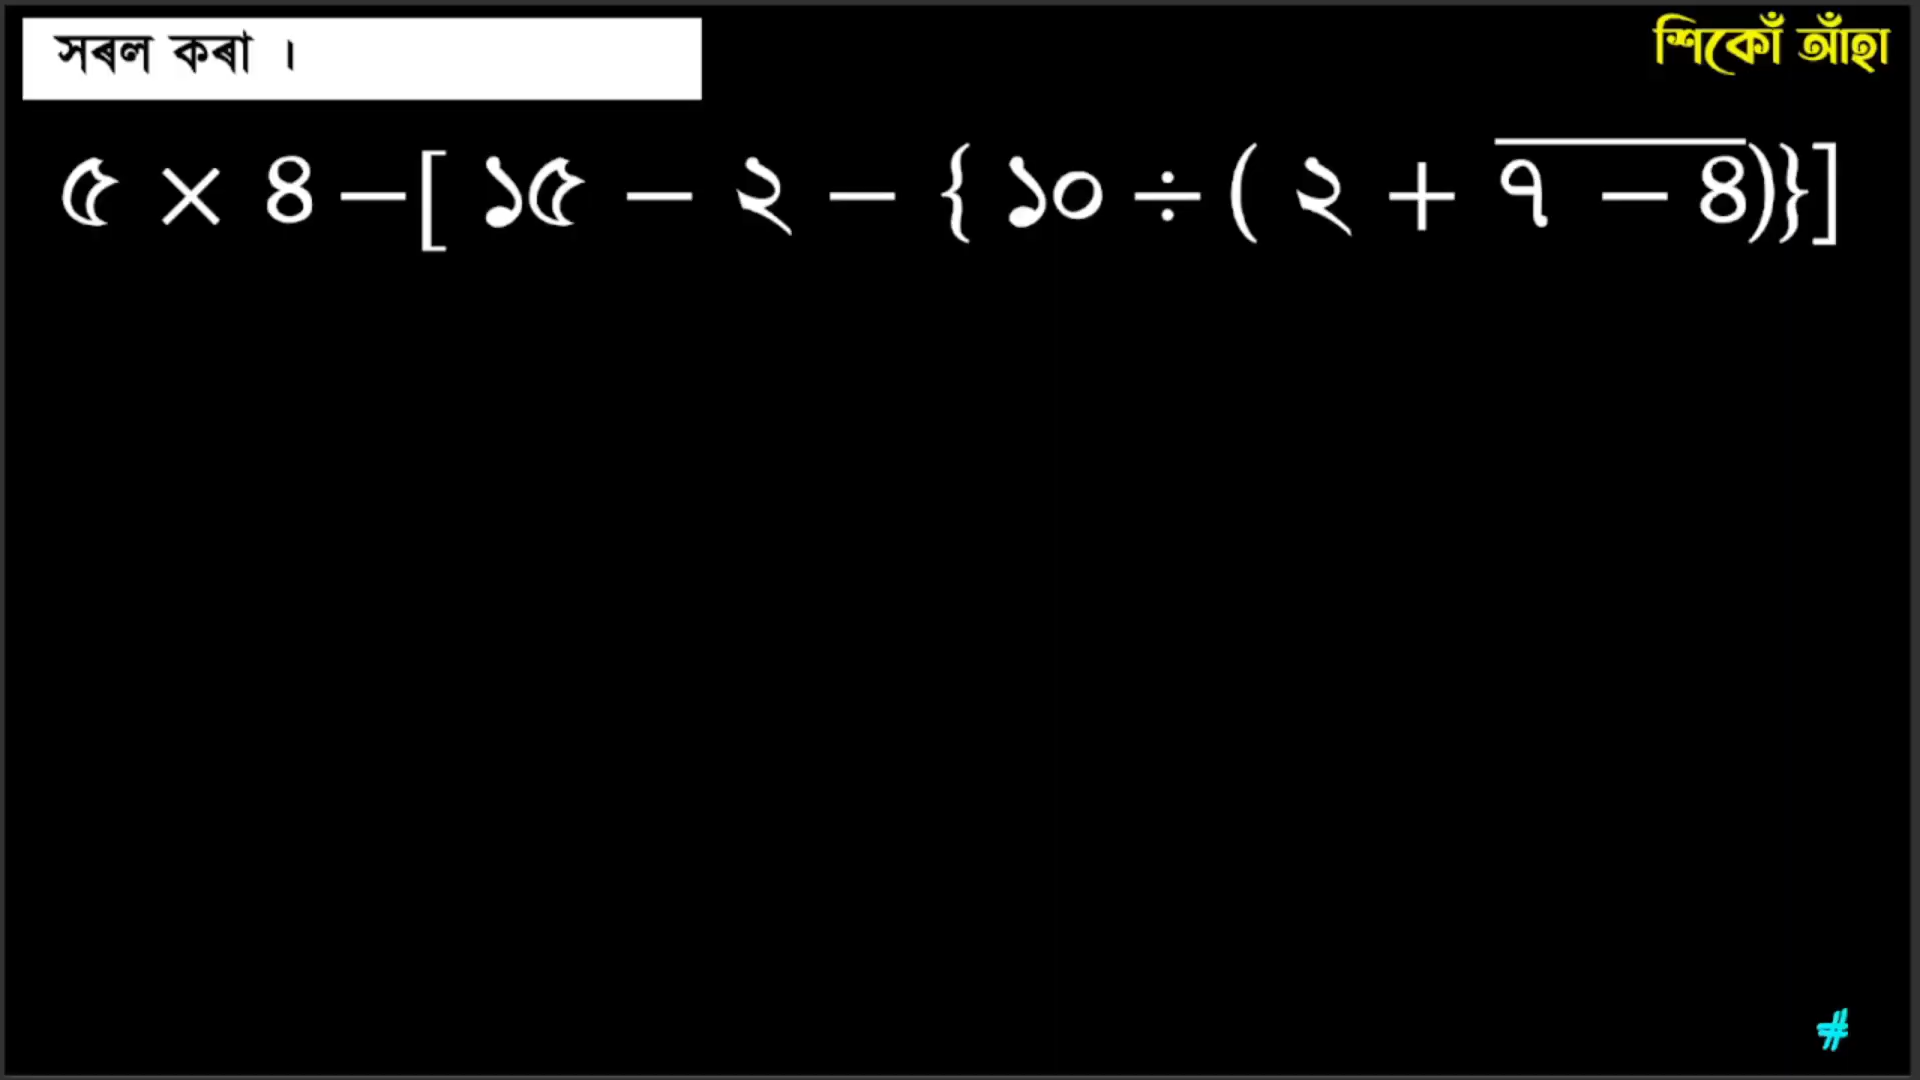 সৰল কৰা ।
শিকোঁ আঁহা
৫ × ৪ – [ ১৫ – ২ – { ১০ ÷ ( ২ + ৭ – ৪)}]
#